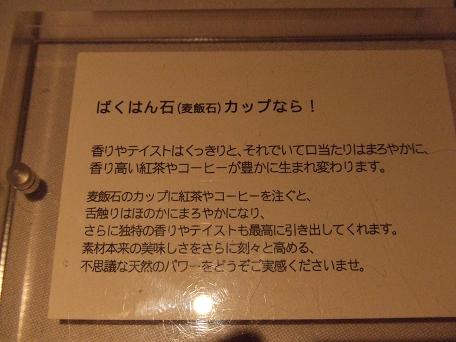 ばくはん石(麦飯石)カップなら！
香りやテイストはくっきりと、それでいて口当たりはまろやかに、
香り高い紅茶やコーヒーが豊かに生まれ変わります。
麦飯石のカップに紅茶やコーヒーを注ぐと、
舌触りはほのかにまろやかになり、
さらに独特の香りやテイストも最高に引き出してくれます。
素材本来の美味しさをさらに刻々と高める、
不思議な天然のパワーをどうぞご実感くださいませ。